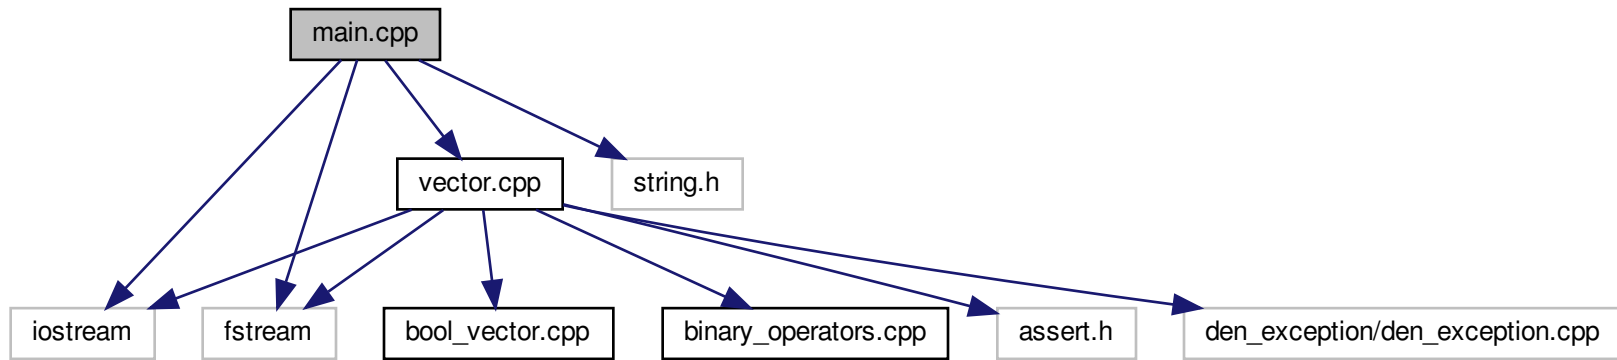 main.cpp
vector.cpp
string.h
iostream
fstream
bool_vector.cpp
binary_operators.cpp
assert.h
den_exception/den_exception.cpp